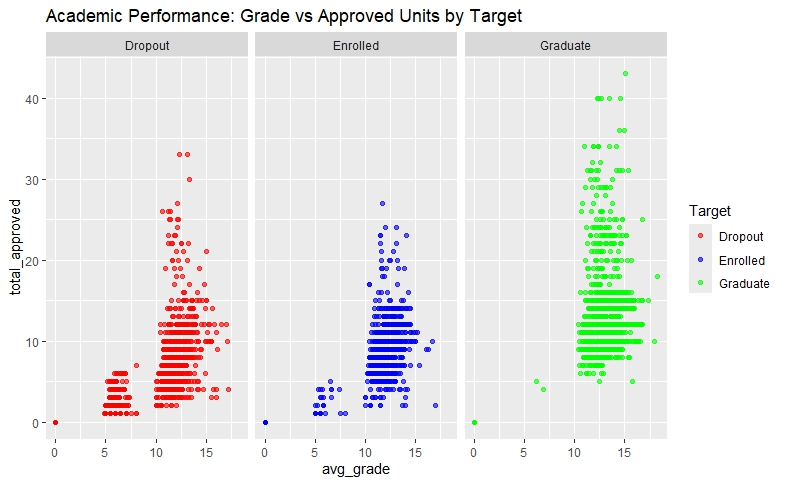 Academic Performance: Grade vs Approved Units by Target
Dropout Enrolled Graduate
total_approved
40
30
20
10
0
0 5 10 15 0 5 10 15 0 5 10 15
avg_grade
Target
Dropout
Enrolled
Graduate